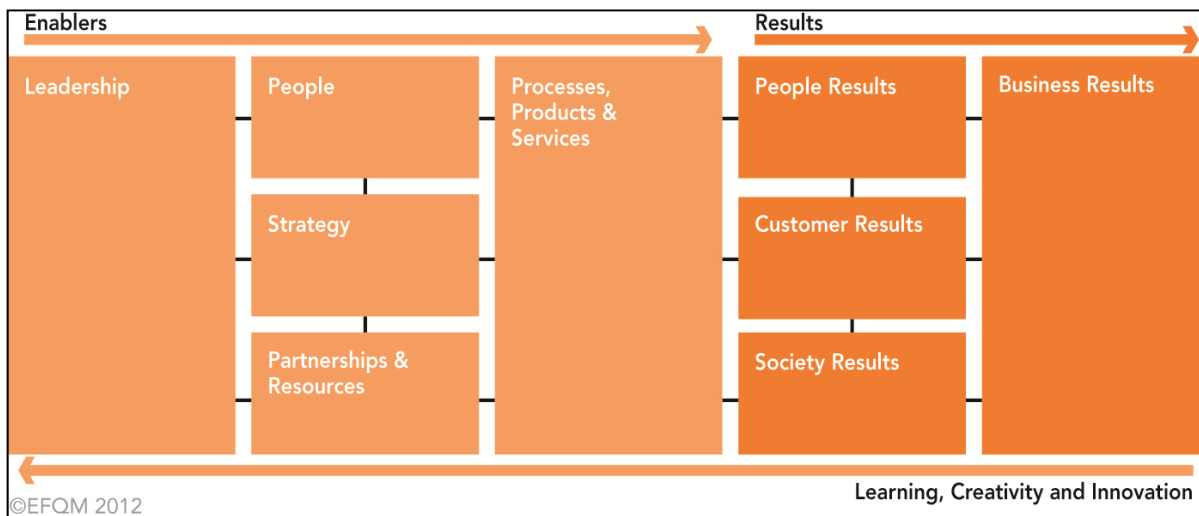 Enablers
Results
Leadership
People
Processes,
Products &
Services
People Results
Business Results
Strategy
Customer Results
Partnerships &
Resources
Society Results
Learning, Creativity and Innovation
©EFQM 2012